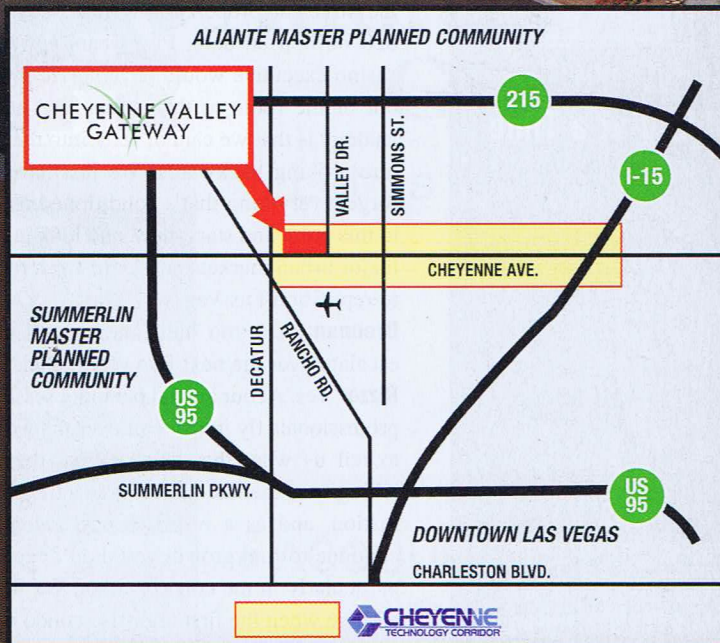 ALIANTE MASTER PLANNED COMMUNITY
CHEYENNE VALLEY
GATEWAY
215
I-15
VALLEY DR.
SIMMONS ST.
CHEYENNE AVE.
SUMMERLIN
MASTER
PLANNED
COMMUNITY
DECATUR
RANCHO RD.
US
95
SUMMERLIN PKWY.
US
95
DOWNTOWN LAS VEGAS
CHARLESTON BLVD.
CHEYENNE
TECHNOLOGY CORRIDOR